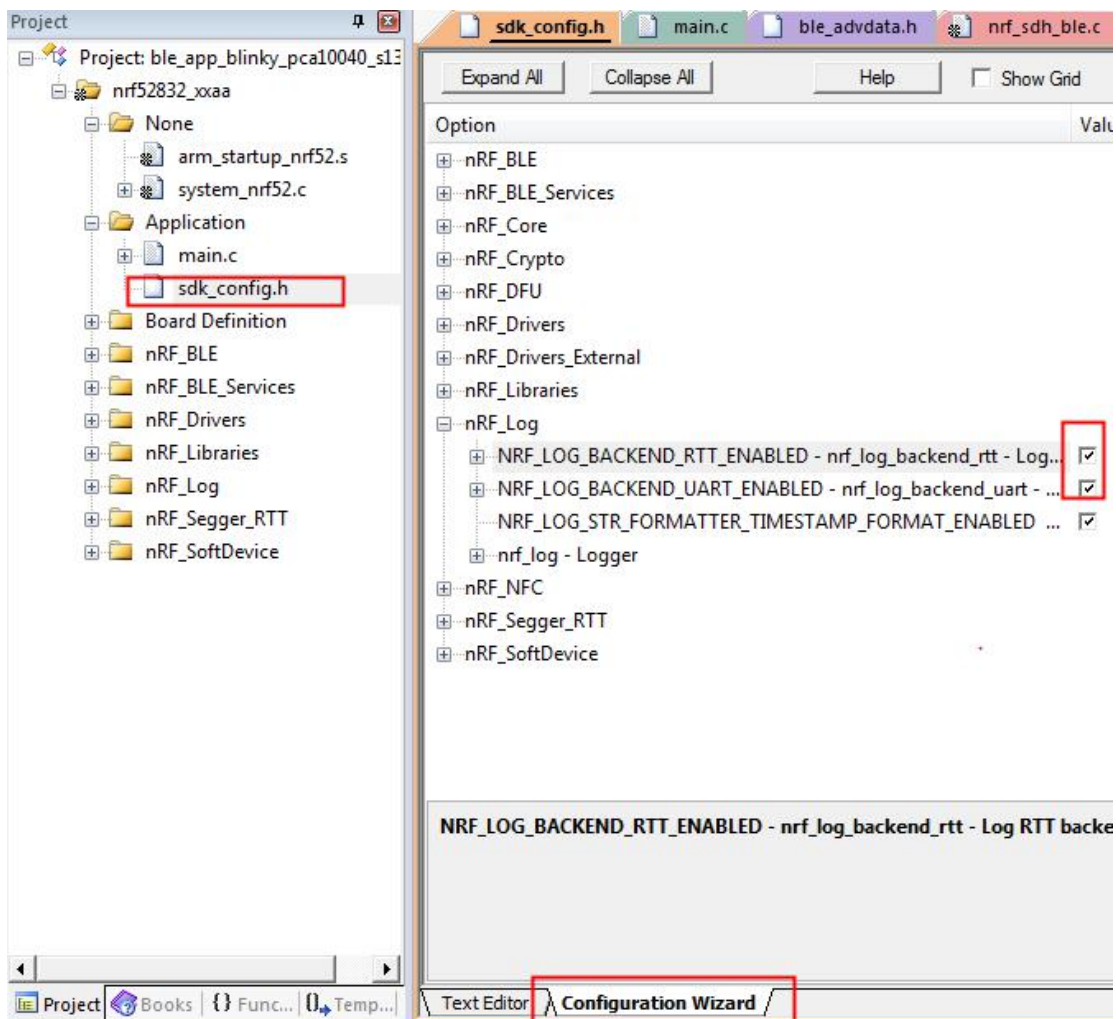 Project
Project: ble_app_blinky_pca10040_s13
nrf52832_xxaa
None
arm_startup_nrf52.s
system_nrf52.c
Application
main.c
sdk_config.h
Board Definition
nRF_BLE
nRF_BLE_Services
nRF_Drivers
nRF_Libraries
nRF_Log
nRF_Segger_RTT
nRF_SoftDevice
Project Books {} Func... Temp...
sdk_config.h main.c ble_advdata.h nrf_sdh_ble.c
Expand All Collapse All Help Show Grid
Option Valu
nRF_BLE
nRF_BLE_Services
nRF_Core
nRF_Crypto
nRF_DFU
nRF_Drivers
nRF_Drivers_External
nRF_Libraries
nRF_Log
NRF_LOG_BACKEND_RTT_ENABLED - nrf_log_backend_rtt - Log...
NRF_LOG_BACKEND_UART_ENABLED - nrf_log_backend_uart - ...
NRF_LOG_STR_FORMATTER_TIMESTAMP_FORMAT_ENABLED ...
nrf_log - Logger
nRF_NFC
nRF_Segger_RTT
nRF_SoftDevice
NRF_LOG_BACKEND_RTT_ENABLED - nrf_log_backend_rtt - Log RTT backe
Text Editor Configuration Wizard